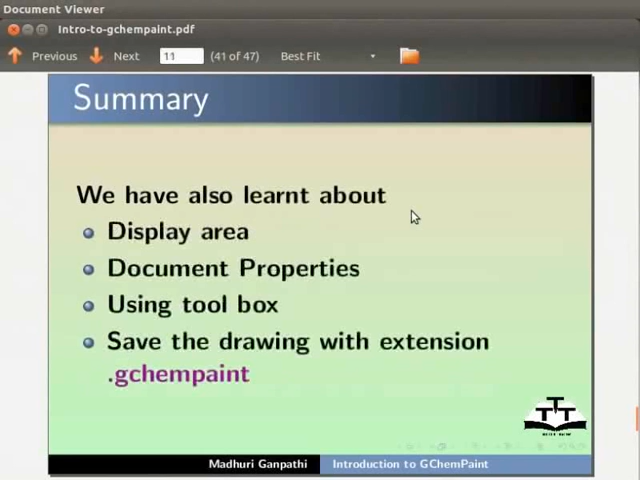 Document Viewer
Intro-to-gchempaint.pdf
Previous Next 11 (41 of 47) Best Fit
Summary
We have also learnt about
Display area
Document Properties
Using tool box
Save the drawing with extension
.gchempaint
Madhuri Ganpathi Introduction to GChemPaint